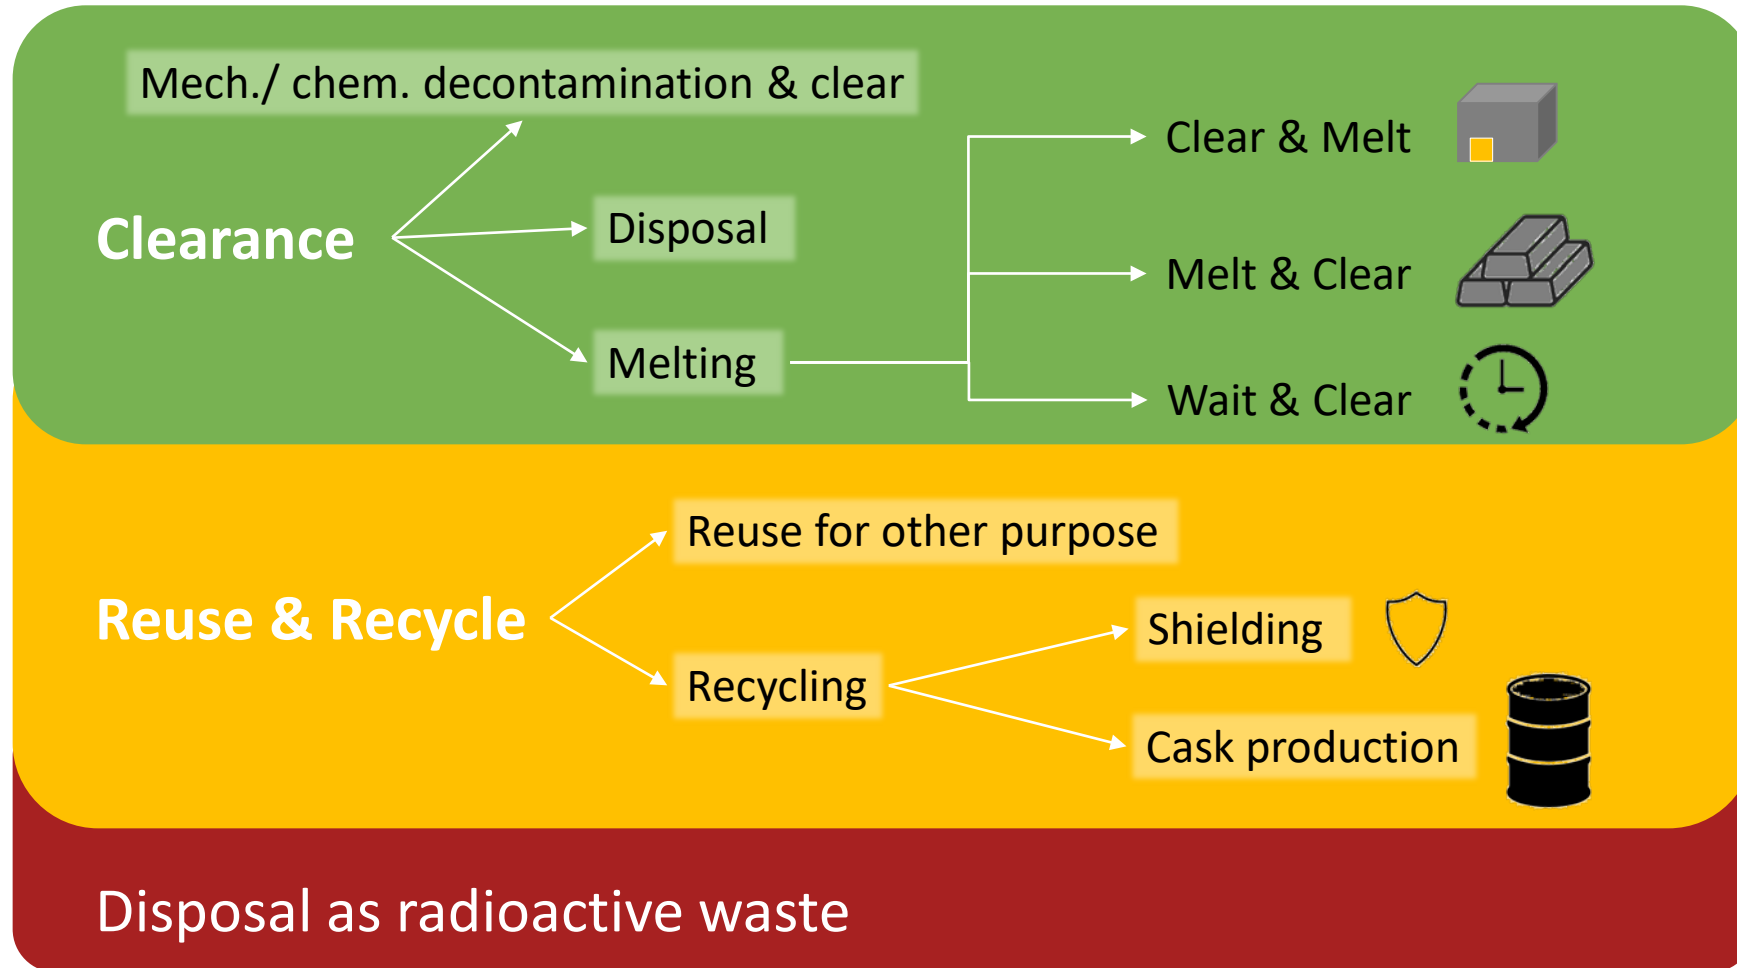 Mech./ chem. decontamination & clear
Clearance
Disposal
Melting
Clear & Melt
Melt & Clear
Wait & Clear
Reuse & Recycle
Reuse for other purpose
Recycling
Shielding
Cask production
Disposal as radioactive waste